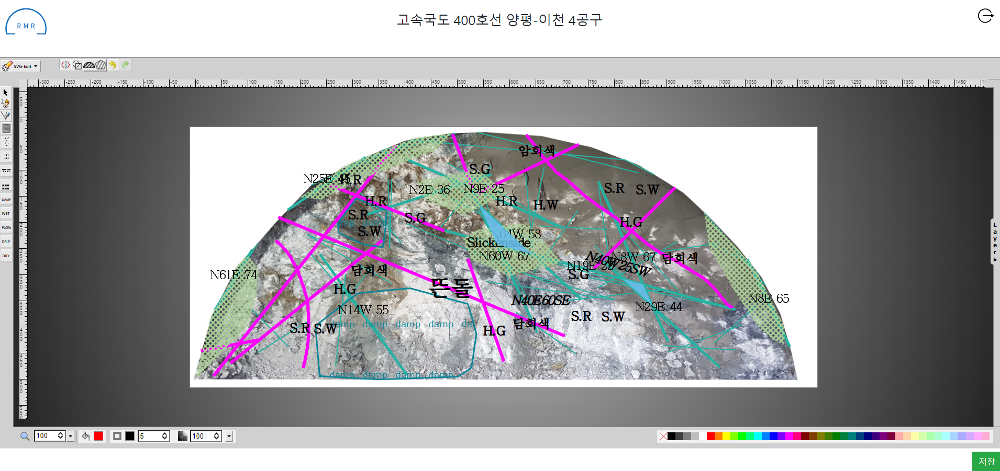 고속국도 400호선 양평-이천 4공구
RMR
SVG-Edit
-300 -250 -200 -150 -100 -50 0 50 100 150 200 250 300 350 400 450 500 550 600 650 700 750 800 850 900 950 1000 1050 1100 1150 1200 1250 1300 1350 1400 1450
암회색
S.G
N25E 45
H.R
N2E 36
N9E 25
S.R
S.W
H.R
H.R
H.W
S.R
S.G
H.G
damp damp
S.W
N64W 58
Slickenside
N60W 67
N40W25SW
N8W 67
담회색
N19E 22
담회색
N61E 74
S.G
뜬돌
H.G
N40E60SE
N8E 65
N14W 55
N29E 44
S.R
S.W
담회색
damp damp damp damp da
S.R
S.W
H.G
damp damp damp damp
DAMP
WET
FLOW
DRIP
DRY
Layers
100
5
100
저장